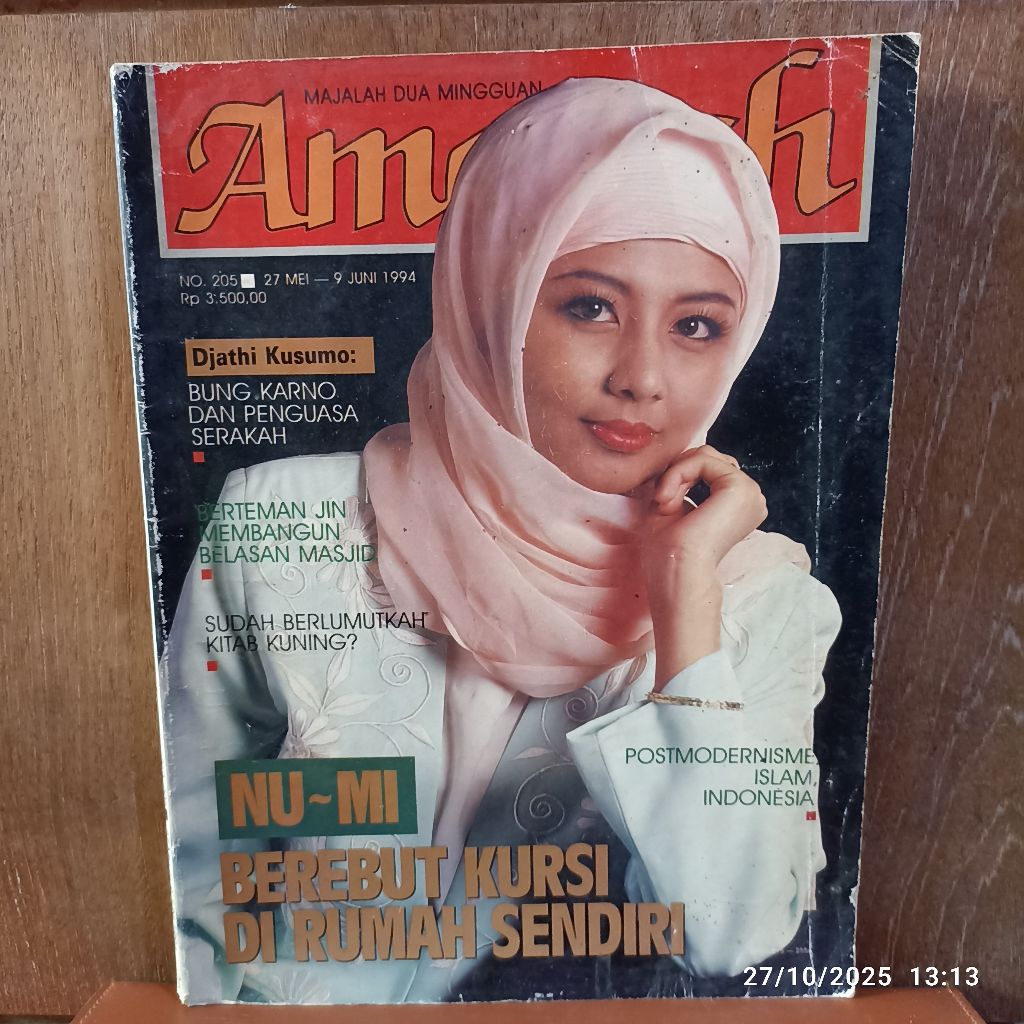 MAJALAH DUA MINGGUAN
NO. 205 27 MEI — 9 JUNI 1994
Rp 3.500,00
Djathi Kusumo:
BUNG KARNO
DAN PENGUASA
SERAKAH
BERTEMAN JIN
MEMBANGUN
BELASAN MASJID
SUDAH BERLUMUTKAH
KITAB KUNING?
POSTMODERNISME,
ISLAM,
INDONESIA
NU~MI
BEREBUT KURSI
DI RUMAH SENDIRI
27/10/2025 13:13